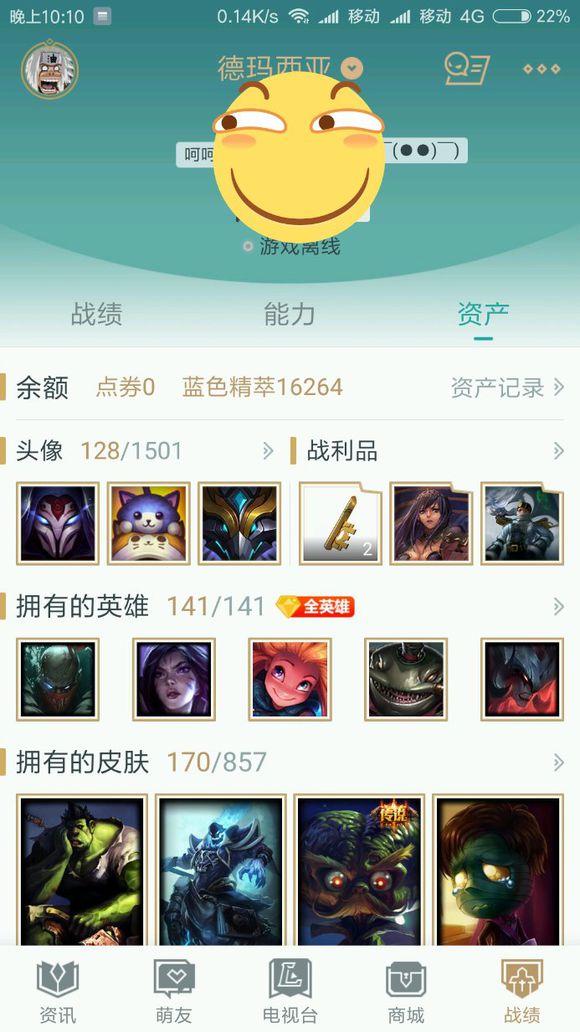 晚上10:10 0.14K/s 移动 移动 4G 22%
德玛西亚
呵呵 (●●)￣)
游戏离线
战绩 能力 资产
余额 点券0 蓝色精萃16264 资产记录
头像 128/1501 战利品
2
拥有的英雄 141/141 全英雄
拥有的皮肤 170/857
传说
资讯 萌友 电视台 商城 战绩